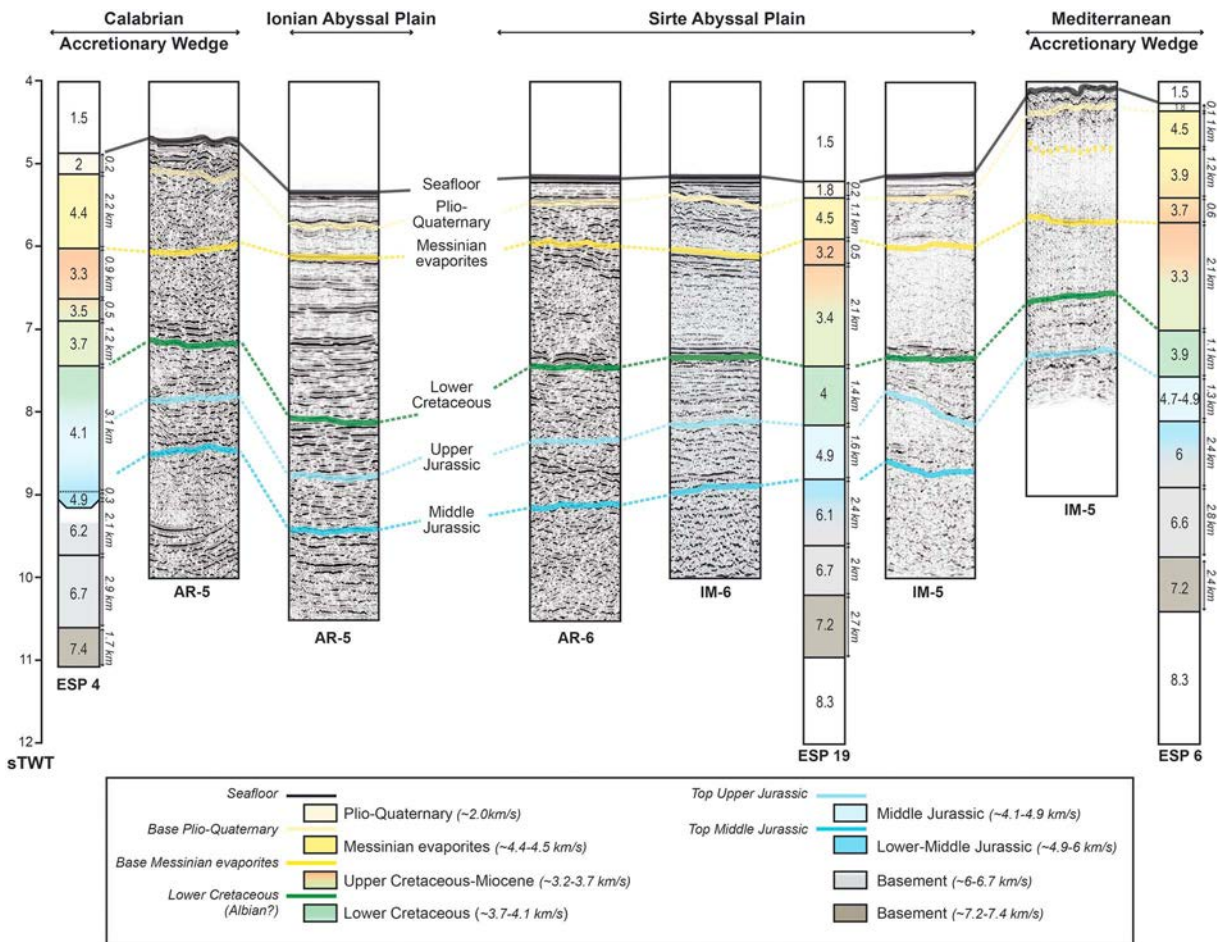 Calabrian
Accretionary Wedge
Ionian Abyssal Plain
Sirte Abyssal Plain
Mediterranean
Accretionary Wedge
4
5
6
7
8
9
10
11
12
sTWT
1.5
2
4.4
3.3
3.5
3.7
4.1
4.9
6.2
6.7
7.4
0.2
2.2 km
0.9 km
0.5
1.2 km
3.1 km
0.3
2.1 km
2.9 km
1.7 km
ESP 4
AR-5
AR-5
Seafloor
Plio-
Quaternary
Messinian
evaporites
Lower
Cretaceous
Upper
Jurassic
Middle
Jurassic
AR-6
IM-6
1.5
1.8
4.5
3.2
3.4
4
4.9
6.1
6.7
7.2
8.3
0.2
1.1 km
0.5
2.1 km
1.4 km
1.6 km
2.4 km
2 km
2.7 km
ESP 19
IM-5
IM-5
1.5
1.8
4.5
3.9
3.7
3.3
3.9
4.7-4.9
6
6.6
7.2
8.3
0.1
1 km
1.2 km
0.6
2.1 km
1.1 km
1.3 km
2.4 km
2.8 km
2.4 km
ESP 6
Seafloor
Plio-Quaternary (~2.0km/s)
Base Plio-Quaternary
Messinian evaporites (~4.4-4.5 km/s)
Base Messinian evaporites
Upper Cretaceous-Miocene (~3.2-3.7 km/s)
Lower Cretaceous
(Albian?)
Lower Cretaceous (~3.7-4.1 km/s)
Top Upper Jurassic
Middle Jurassic (~4.1-4.9 km/s)
Top Middle Jurassic
Lower-Middle Jurassic (~4.9-6 km/s)
Basement (~6-6.7 km/s)
Basement (~7.2-7.4 km/s)